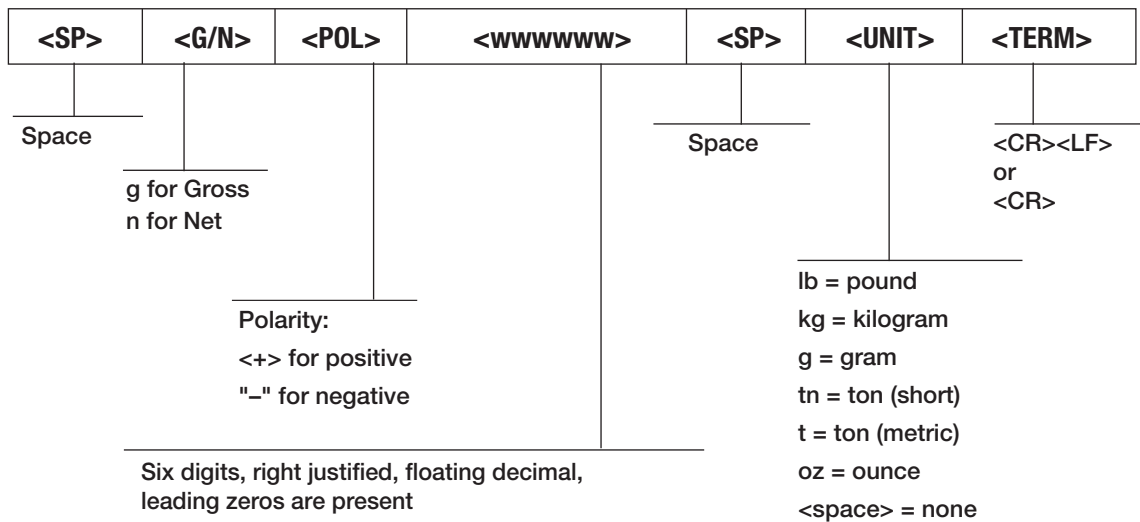 <SP> <G/N> <POL> <wwwwww> <SP> <UNIT> <TERM>
Space
g for Gross
n for Net
Polarity:
<+> for positive
"–" for negative
Six digits, right justified, floating decimal,
leading zeros are present
Space
lb = pound
kg = kilogram
g = gram
tn = ton (short)
t = ton (metric)
oz = ounce
<space> = none
<CR><LF>
or
<CR>